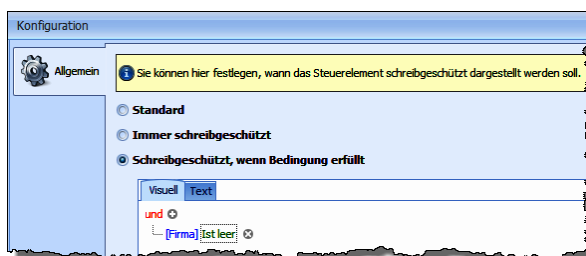 Konfiguration
Allgemein
Sie können hier festlegen, wann das Steuerelement schreibgeschützt dargestellt werden soll.
Standard
Immer schreibgeschützt
Schreibgeschützt, wenn Bedingung erfüllt
Visuell Text
und
[Firma] Ist leer